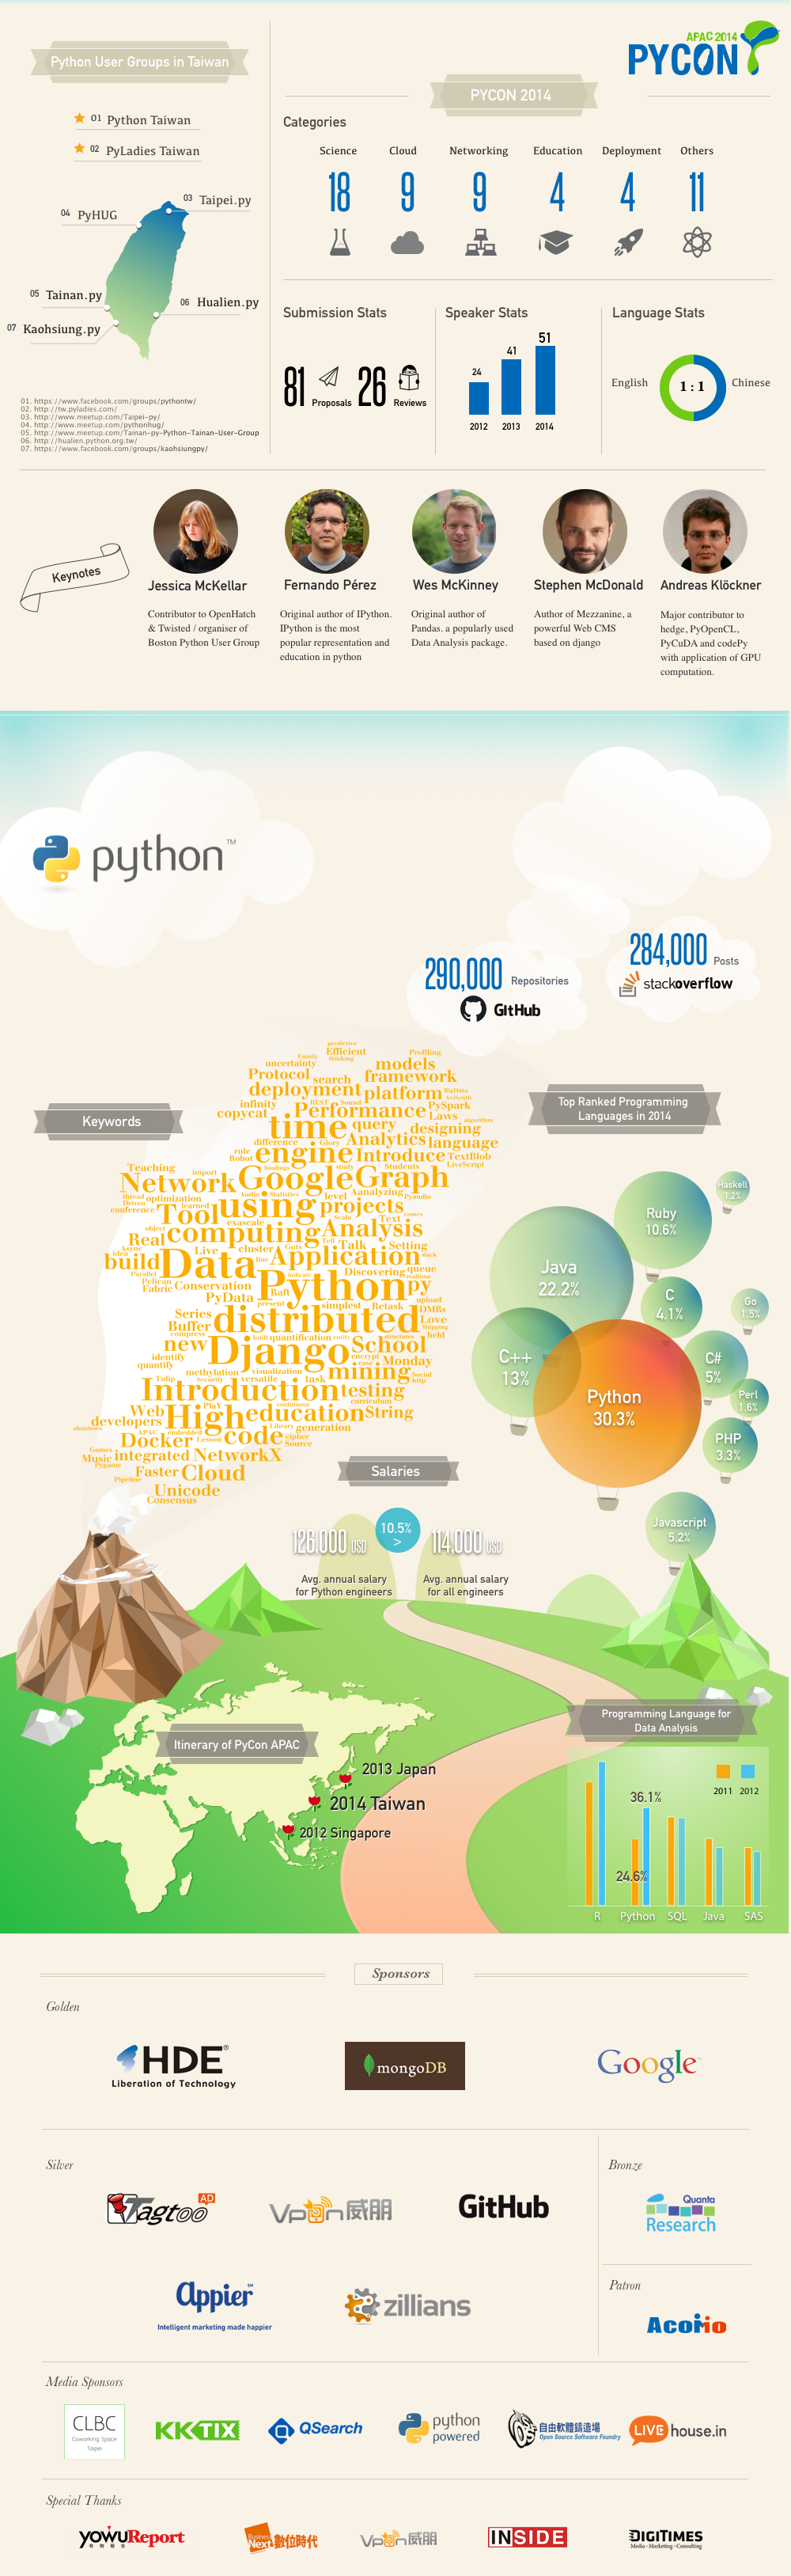 APAC 2014
PYCON
Python User Groups in Taiwan
01 Python Taiwan
02 PyLadies Taiwan
03 Taipei.py
04 PyHUG
05 Tainan.py
06 Hualien.py
07 Kaohsiung.py
01. https://www.facebook.com/groups/pythontw/
02. http://tw.pyladies.com/
03. http://www.meetup.com/Taipei-py/
04. http://www.meetup.com/pythonhug/
05. http://www.meetup.com/Tainan-py-Python-Tainan-User-Group
06. http://hualien.python.org.tw/
07. https://www.facebook.com/groups/kaohsiungpy/
PYCON 2014
Categories
Science Cloud Networking Education Deployment Others
18 9 9 4 4 11
Submission Stats
81 Proposals 26 Reviews
Speaker Stats
24 41 51
2012 2013 2014
Language Stats
English 1 : 1 Chinese
Keynotes
Jessica McKellar
Contributor to OpenHatch
& Twisted / organiser of
Boston Python User Group
Fernando Pérez
Original author of IPython.
IPython is the most
popular representation and
education in python
Wes McKinney
Original author of
Pandas. a popularly used
Data Analysis package.
Stephen McDonald
Author of Mezzanine, a
powerful Web CMS
based on django
Andreas Klöckner
Major contributor to
hedge, PyOpenCL,
PyCuDA and codePy
with application of GPU
computation.
python TM
290,000 Repositories
GitHub
284,000 Posts
stackoverflow
Keywords
predictive
Family Efficient Profiling
uncertainty thinking models
Protocol search framework
deployment platform BigData
infinity REST Sound PySpark
copycat Performance Laws
time query designing algorithm
difference Glory Analytics language
rule engine Introduce TextBlob
Robot bindings study Students LiveScript
Teaching import
Network Google Graph
thread optimization Audio Statistics level Aanalyzing Pyaudio
Driven learned using projects
conference Tool exascale Scala Text comes
object computing Analysis
Real cluster Guts Tell Talk Setting
Async Live
idea build Data line Application stack
Parallel Discovering queue
Pelican Conservation Python py realtime
Fabric PyData Raft indicate
present simplest Retask upload
Series DMRs
Buffer distributed Love
compress built quantification entity structures Shipping
new Django School held
identify encrypt
quantify case Monday
methylation visualization mining Social
Tulip Security versatile task http
Introduction testing
Web PlaY continuous curriculum
developers High education String
shutdown APAC embedded Library generation
Docker Lesson code cipher
Games Source
Music integrated NetworkX
Pygame Faster Cloud
Pipeline Unicode
Consensus
Top Ranked Programming
Languages in 2014
Haskell
1.2%
Ruby
10.6%
Java
22.2%
C
4.1%
Go
1.5%
C++
13%
C#
5%
Python
30.3%
Perl
1.6%
PHP
3.3%
Javascript
5.2%
Salaries
126,000 USD 10.5% > 114,000 USD
Avg. annual salary
for Python engineers
Avg. annual salary
for all engineers
Itinerary of PyCon APAC
2013 Japan
2014 Taiwan
2012 Singapore
Programming Language for
Data Analysis
2011 2012
36.1%
24.6%
R Python SQL Java SAS
Sponsors
Golden
HDE®
Liberation of Technology
mongoDB
Google™
Silver
Tagtoo AD
Vpon威朋
GitHub
Appier
Intelligent marketing made happier
zillians
Bronze
Quanta
Research
Patron
Acomo
Media Sponsors
CLBC
Coworking Space
Taipei
KKTIX
QSearch
python
powered
自由軟體鑄造場
Open Source Software Foundry
LIVE house.in
Special Thanks
yowuReport
Business
Next 數位時代
Vpon威朋
INSIDE
DIGITIMES
Media • Marketing • Consulting